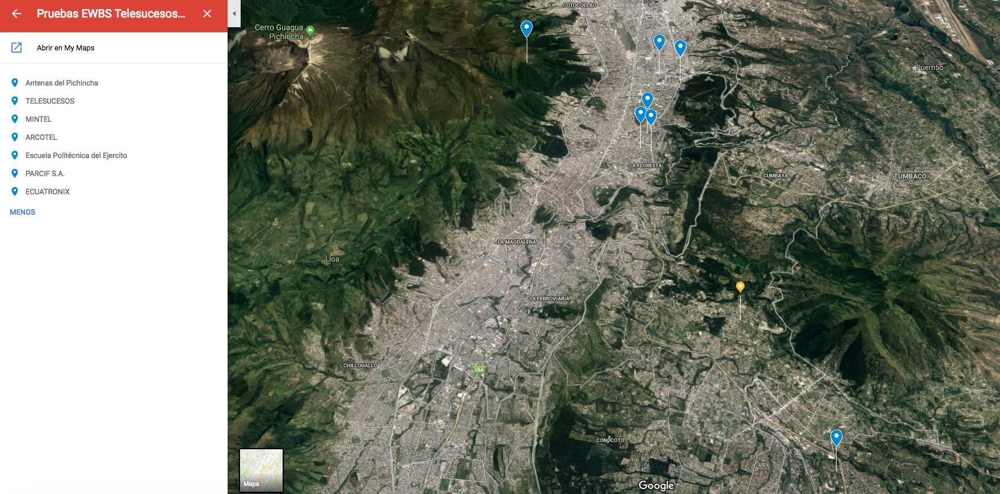 Pruebas EWBS Telesucesos...
Abrir en My Maps
Antenas del Pichincha
TELESUCESOS
MINTEL
ARCOTEL
Escuela Politécnica del Ejercito
PARCIF S.A.
ECUATRONIX
MENOS
COTOCOLLAO
Cerro Guagua
Pichincha
Puembo
LA FLORESTA
CUMBAYÁ
TUMBACO
LA MAGDALENA
Lloa
LA FERROVIARIA
CHILLOGALLO
28A
CONOCOTO
Mapa
Google